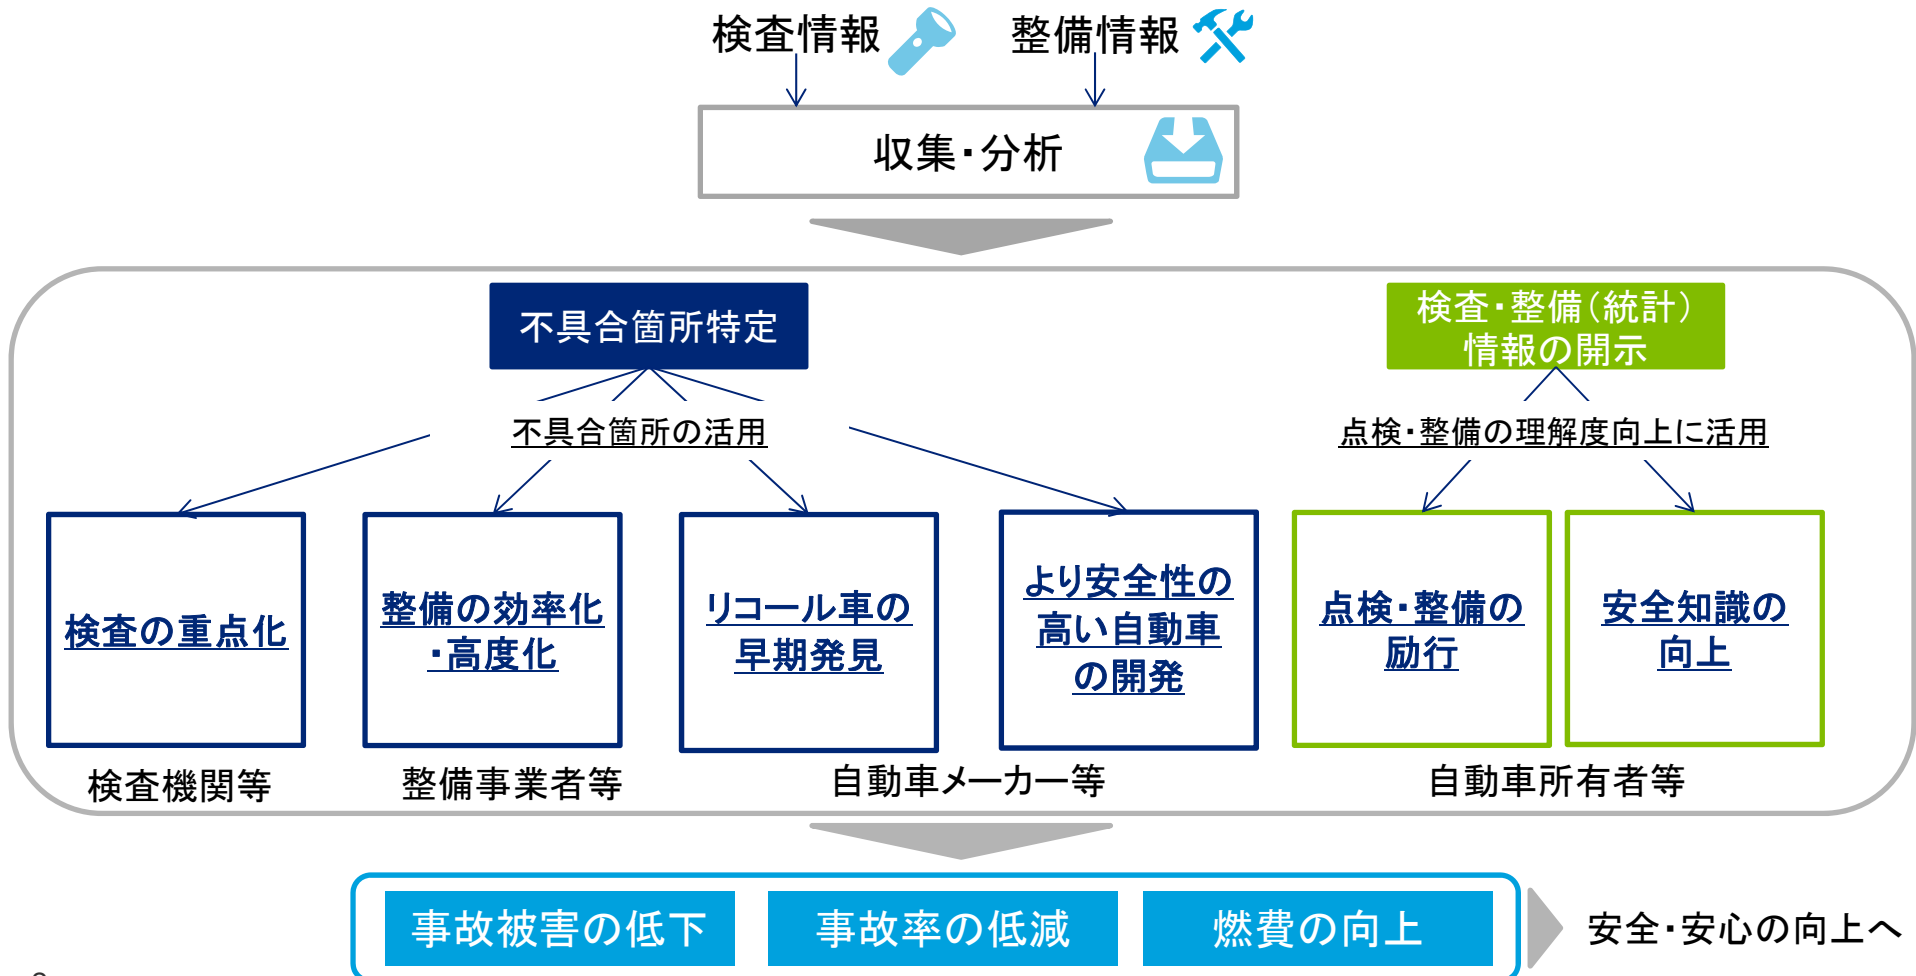 検査情報
整備情報
収集・分析
不具合箇所特定
検査・整備(統計)
情報の開示
不具合箇所の活用
点検・整備の理解度向上に活用
検査の重点化
整備の効率化
・高度化
リコール車の
早期発見
より安全性の
高い自動車
の開発
点検・整備の
励行
安全知識の
向上
検査機関等
整備事業者等
自動車メーカー等
自動車所有者等
事故被害の低下
事故率の低減
燃費の向上
安全・安心の向上へ